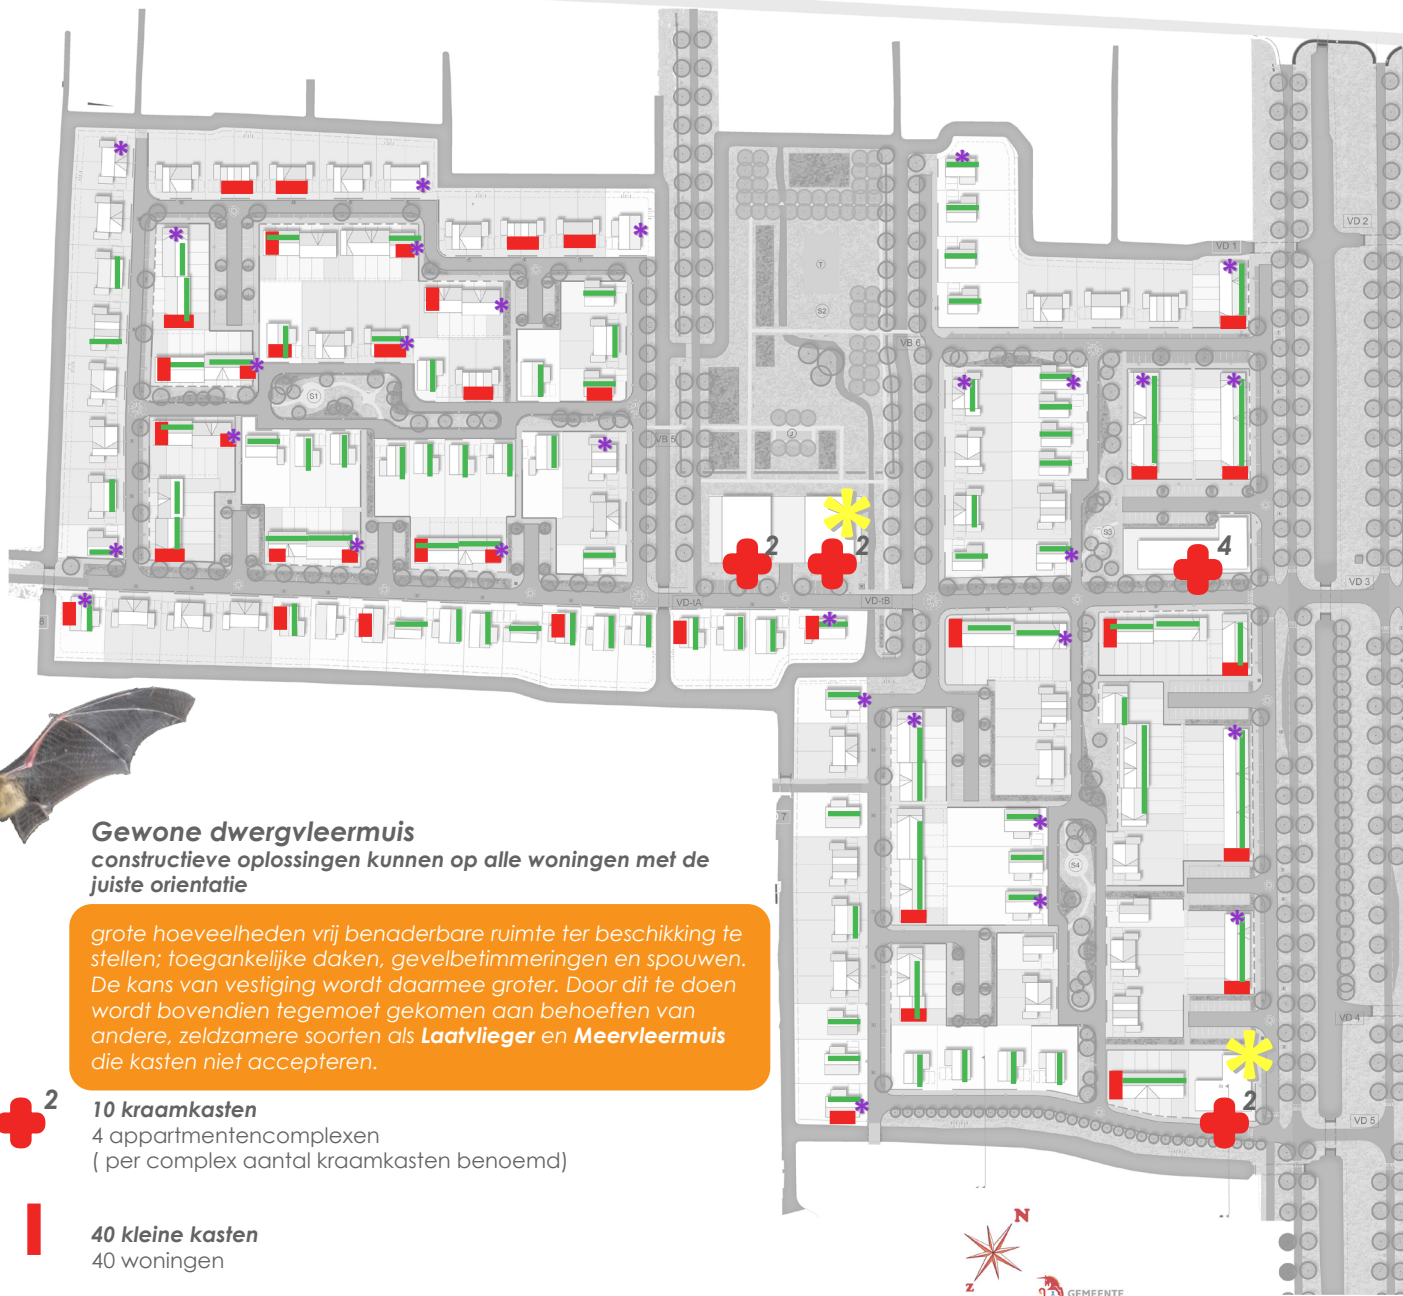 VD 2
VD 1
T
S2
VB 6
S1
VB 5
J
S3
2
2
4
VD 3
VD-tA
VD-tB
8
7
S4
VD 4
2
VD 5
Gewone dwergvleermuis
constructieve oplossingen kunnen op alle woningen met de
juiste orientatie
grote hoeveelheden vrij benaderbare ruimte ter beschikking te
stellen; toegankelijke daken, gevelbetimmeringen en spouwen.
De kans van vestiging wordt daarmee groter. Door dit te doen
wordt bovendien tegemoet gekomen aan behoeften van
andere, zeldzamere soorten als Laatvlieger en Meervleermuis
die kasten niet accepteren.
2
10 kraamkasten
4 appartmentencomplexen
( per complex aantal kraamkasten benoemd)
40 kleine kasten
40 woningen
N
Z
GEMEENTE